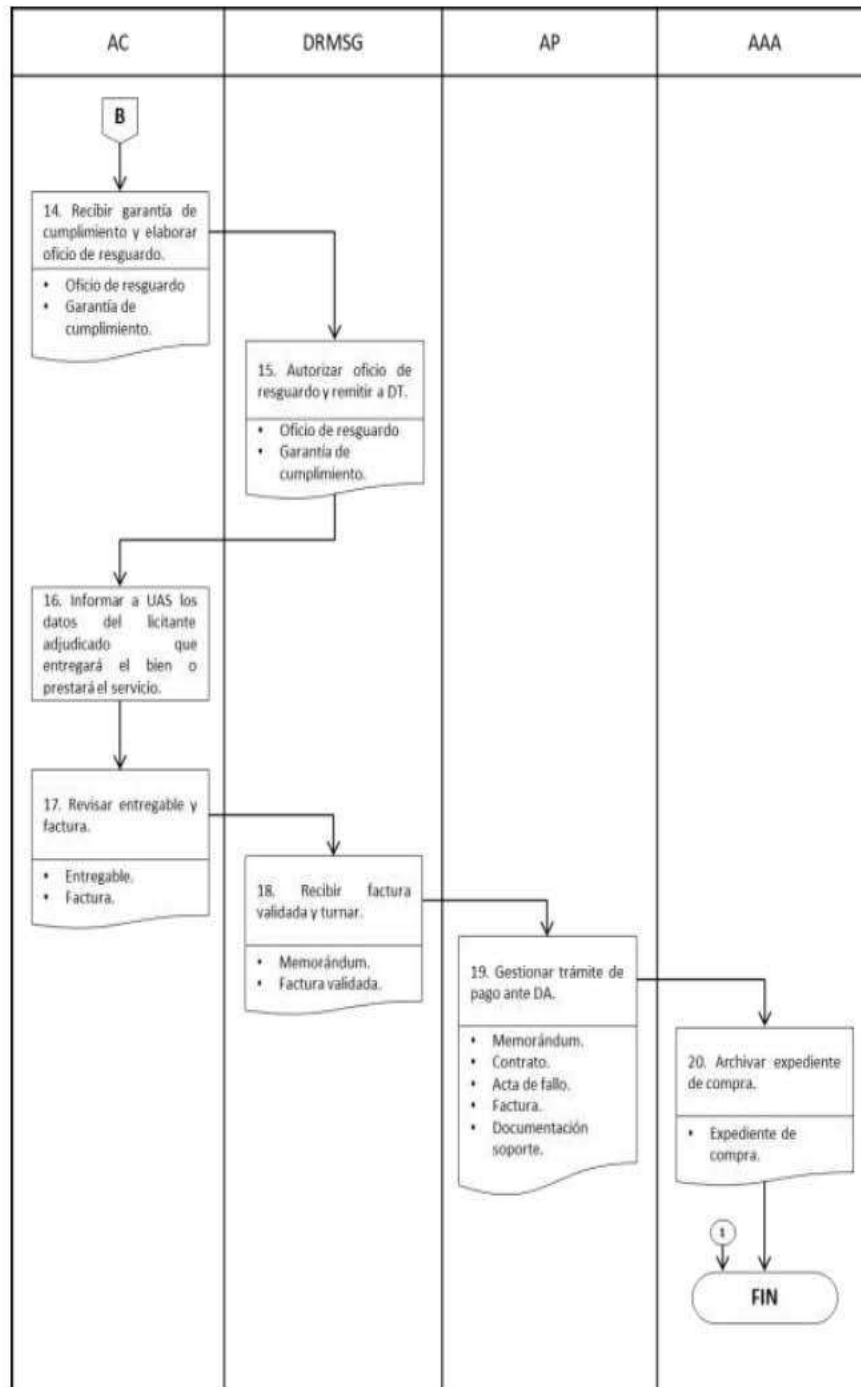 AC
DRMSG
AP
AAA
B
14. Recibir garantía de
cumplimiento y elaborar
oficio de resguardo.
• Oficio de resguardo
• Garantía de
cumplimiento.
15. Autorizar oficio de
resguardo y remitir a DT.
• Oficio de resguardo
• Garantía de
cumplimiento.
16. Informar a UAS los
datos del licitante
adjudicado que
entregará el bien o
prestará el servicio.
17. Revisar entregable y
factura.
• Entregable.
• Factura.
18. Recibir factura
validada y turnar.
• Memorándum.
• Factura validada.
19. Gestionar trámite de
pago ante DA.
• Memorándum.
• Contrato.
• Acta de fallo.
• Factura.
• Documentación
soporte.
20. Archivar expediente
de compra.
• Expediente de
compra.
1
FIN